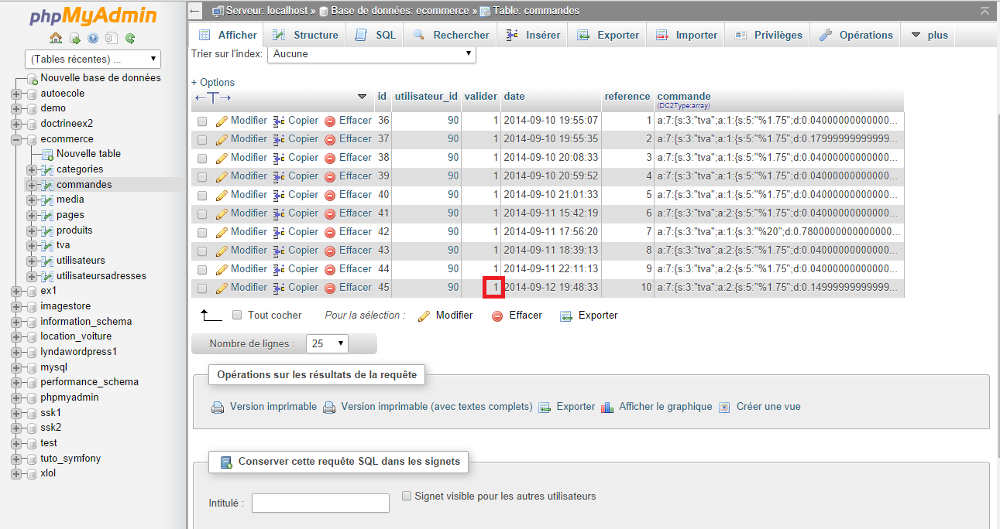 phpMyAdmin
(Tables récentes) ...
Nouvelle base de données
autoecole
demo
doctrineex2
ecommerce
Nouvelle table
categories
commandes
media
pages
produits
tva
utilisateurs
utilisateursadresses
ex1
imagestore
information_schema
location_voiture
lyndawordpress1
mysql
performance_schema
phpmyadmin
ssk1
ssk2
test
tuto_symfony
xlol
Serveur: localhost » Base de données: ecommerce » Table: commandes
Afficher Structure SQL Rechercher Insérer Exporter Importer Privilèges Opérations plus
Trier sur l'index: Aucune
+ Options
id utilisateur_id valider date reference commande
(DC2Type:array)
Modifier Copier Effacer 36 90 1 2014-09-10 19:55:07 1 a:7:{s:3:"tva";a:1:{s:5:"%1.75";d:0.04000000000000...
Modifier Copier Effacer 37 90 1 2014-09-10 19:55:35 2 a:7:{s:3:"tva";a:1:{s:5:"%1.75";d:0.17999999999999...
Modifier Copier Effacer 38 90 1 2014-09-10 20:08:33 3 a:7:{s:3:"tva";a:1:{s:5:"%1.75";d:0.04000000000000...
Modifier Copier Effacer 39 90 1 2014-09-10 20:59:52 4 a:7:{s:3:"tva";a:1:{s:5:"%1.75";d:0.04000000000000...
Modifier Copier Effacer 40 90 1 2014-09-10 21:01:33 5 a:7:{s:3:"tva";a:1:{s:5:"%1.75";d:0.04000000000000...
Modifier Copier Effacer 41 90 1 2014-09-11 15:42:19 6 a:7:{s:3:"tva";a:2:{s:5:"%1.75";d:0.04000000000000...
Modifier Copier Effacer 42 90 1 2014-09-11 17:56:20 7 a:7:{s:3:"tva";a:1:{s:3:"%20";d:0.7800000000000000...
Modifier Copier Effacer 43 90 1 2014-09-11 18:39:13 8 a:7:{s:3:"tva";a:2:{s:5:"%1.75";d:0.04000000000000...
Modifier Copier Effacer 44 90 1 2014-09-11 22:11:13 9 a:7:{s:3:"tva";a:2:{s:5:"%1.75";d:0.04000000000000...
Modifier Copier Effacer 45 90 1 2014-09-12 19:48:33 10 a:7:{s:3:"tva";a:2:{s:5:"%1.75";d:0.14999999999999...
Tout cocher Pour la sélection : Modifier Effacer Exporter
Nombre de lignes : 25
Opérations sur les résultats de la requête
Version imprimable Version imprimable (avec textes complets) Exporter Afficher le graphique Créer une vue
Conserver cette requête SQL dans les signets
Intitulé : Signet visible pour les autres utilisateurs